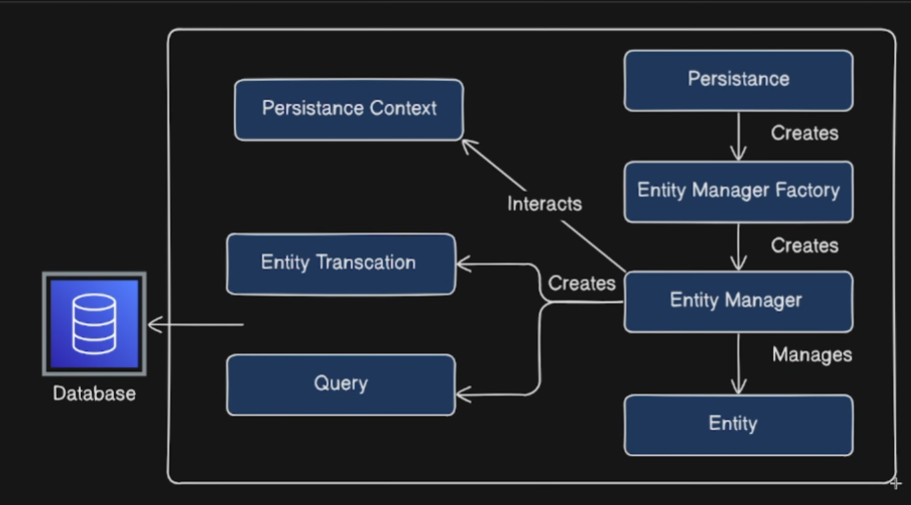 Persistance
Persistance Context
Creates
Entity Manager Factory
Interacts
Creates
Entity Transcation
Creates
Entity Manager
Manages
Query
Database
Entity